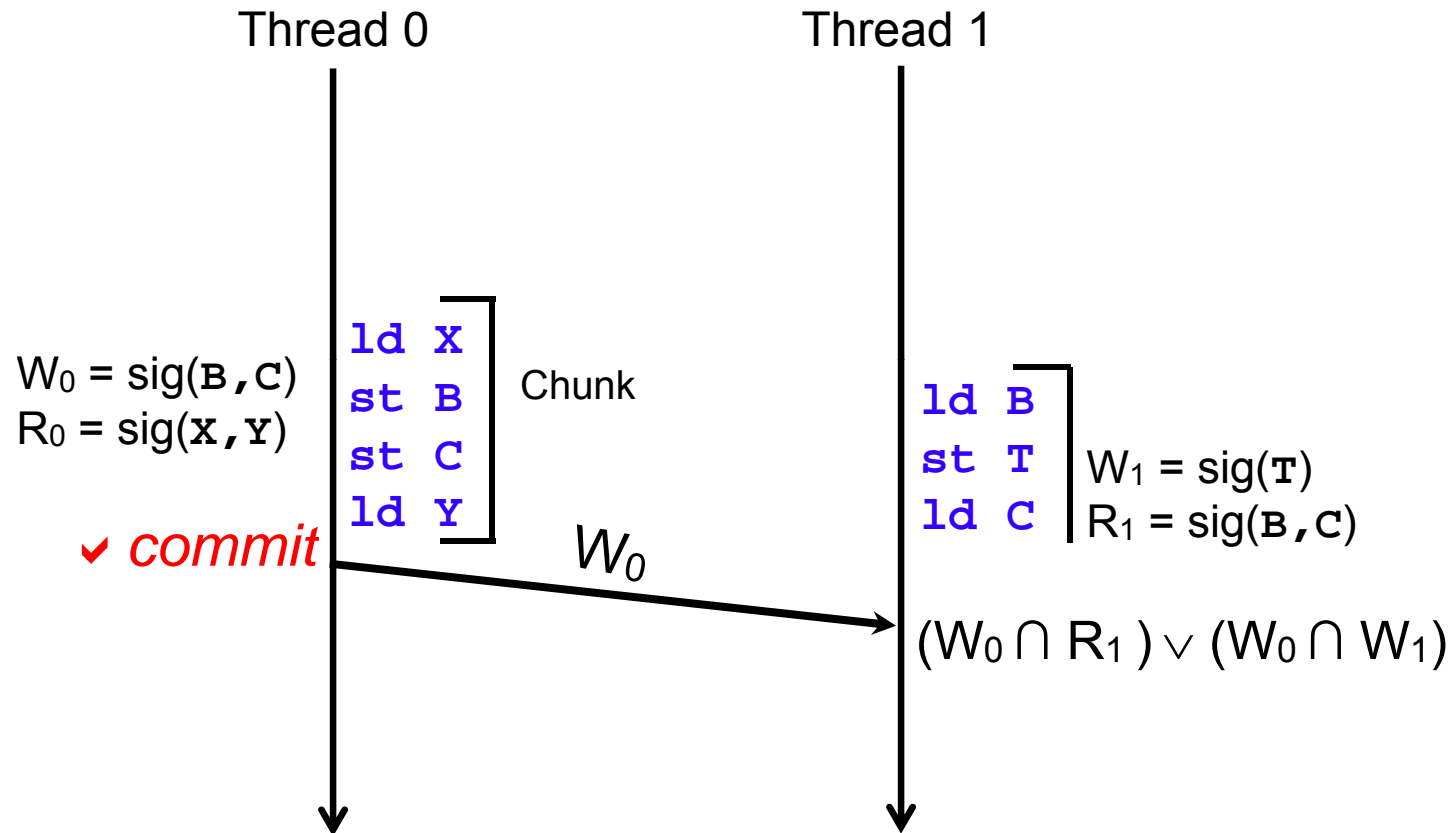 Thread 0
Thread 1
ld X
st B
st C
ld Y
Chunk
W₀ = sig(B,C)
R₀ = sig(X,Y)
✔ commit
W₀
ld B
st T
ld C
W₁ = sig(T)
R₁ = sig(B,C)
(W₀ ∩ R₁ ) ∨ (W₀ ∩ W₁)